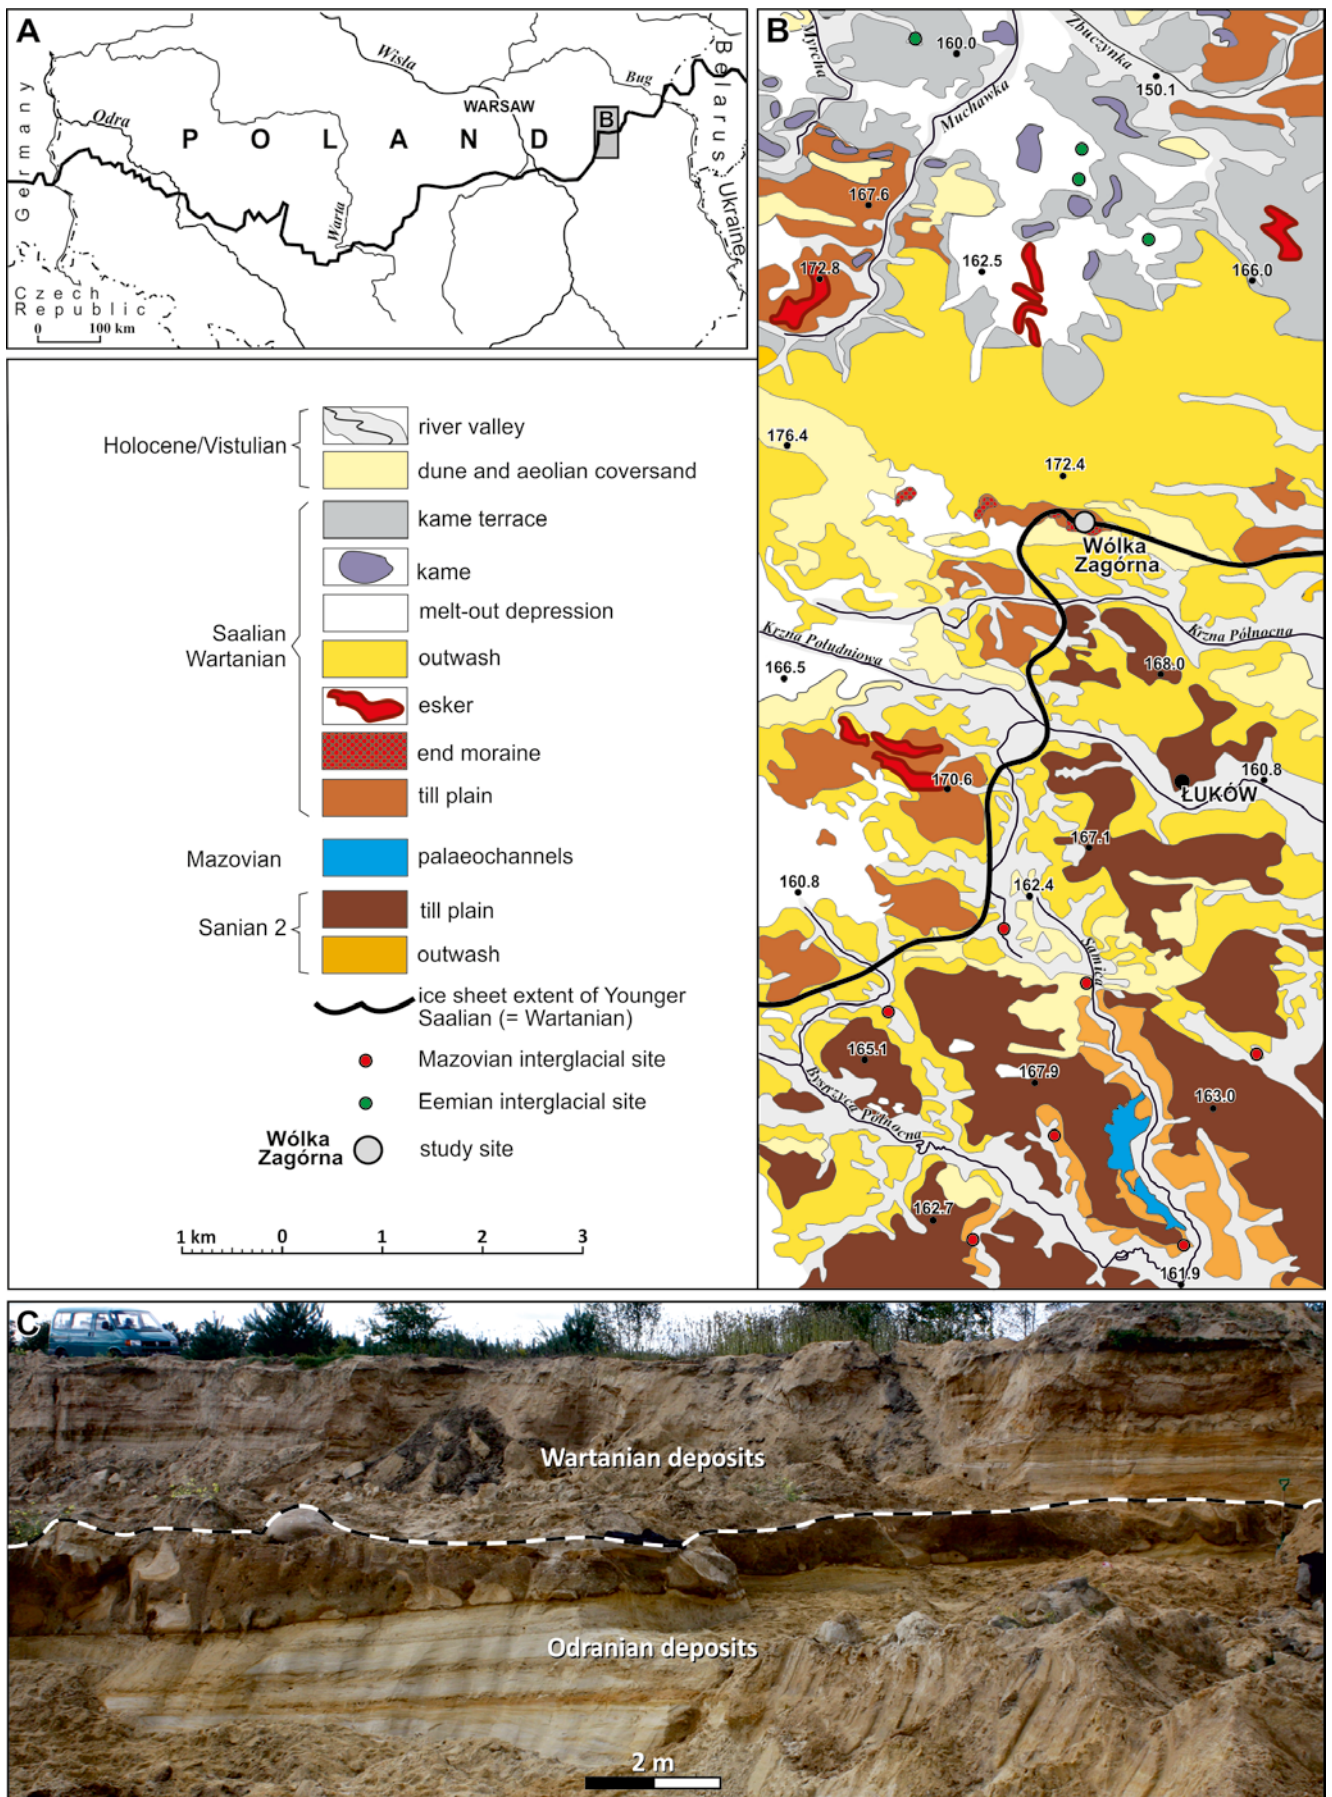 A
Germany
Odra
Wisła
Bug
Belarus
WARSAW
B
P O L A N D
Warta
Ukraine
Czech
Republic
0 100 km
Holocene/Vistulian
river valley
dune and aeolian coversand
Saalian
Wartanian
kame terrace
kame
melt-out depression
outwash
esker
end moraine
till plain
Mazovian
palaeochannels
Sanian 2
till plain
outwash
ice sheet extent of Younger
Saalian (= Wartanian)
Mazovian interglacial site
Eemian interglacial site
Wólka
Zagórna
study site
1 km 0 1 2 3
B
Myrcha
160.0
Zbuczynka
150.1
Muchawka
167.6
172.8
162.5
166.0
176.4
172.4
Wólka
Zagórna
Krzna Południowa
Krzna Północna
166.5
168.0
170.6
160.8
ŁUKÓW
167.1
160.8
162.4
Samica
165.1
167.9
163.0
Bystrzyca Północna
162.7
161.9
C
Wartanian deposits
Odranian deposits
2 m